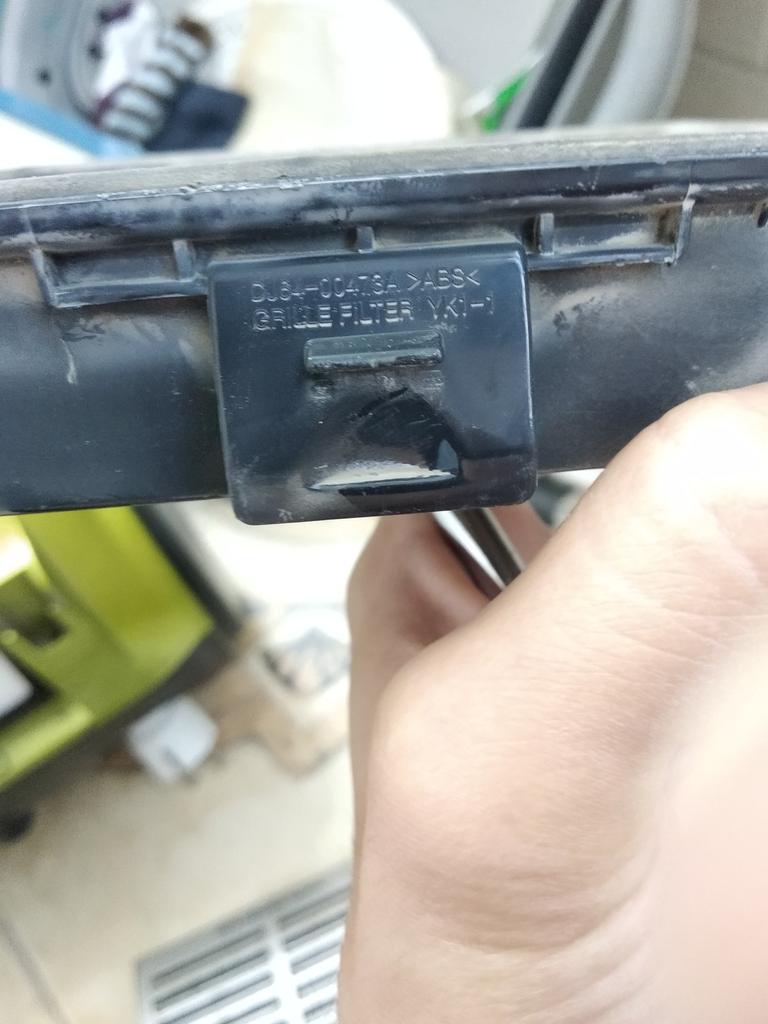 DJ64-00473A >ABS<
GRILLE FILTER YK1-1